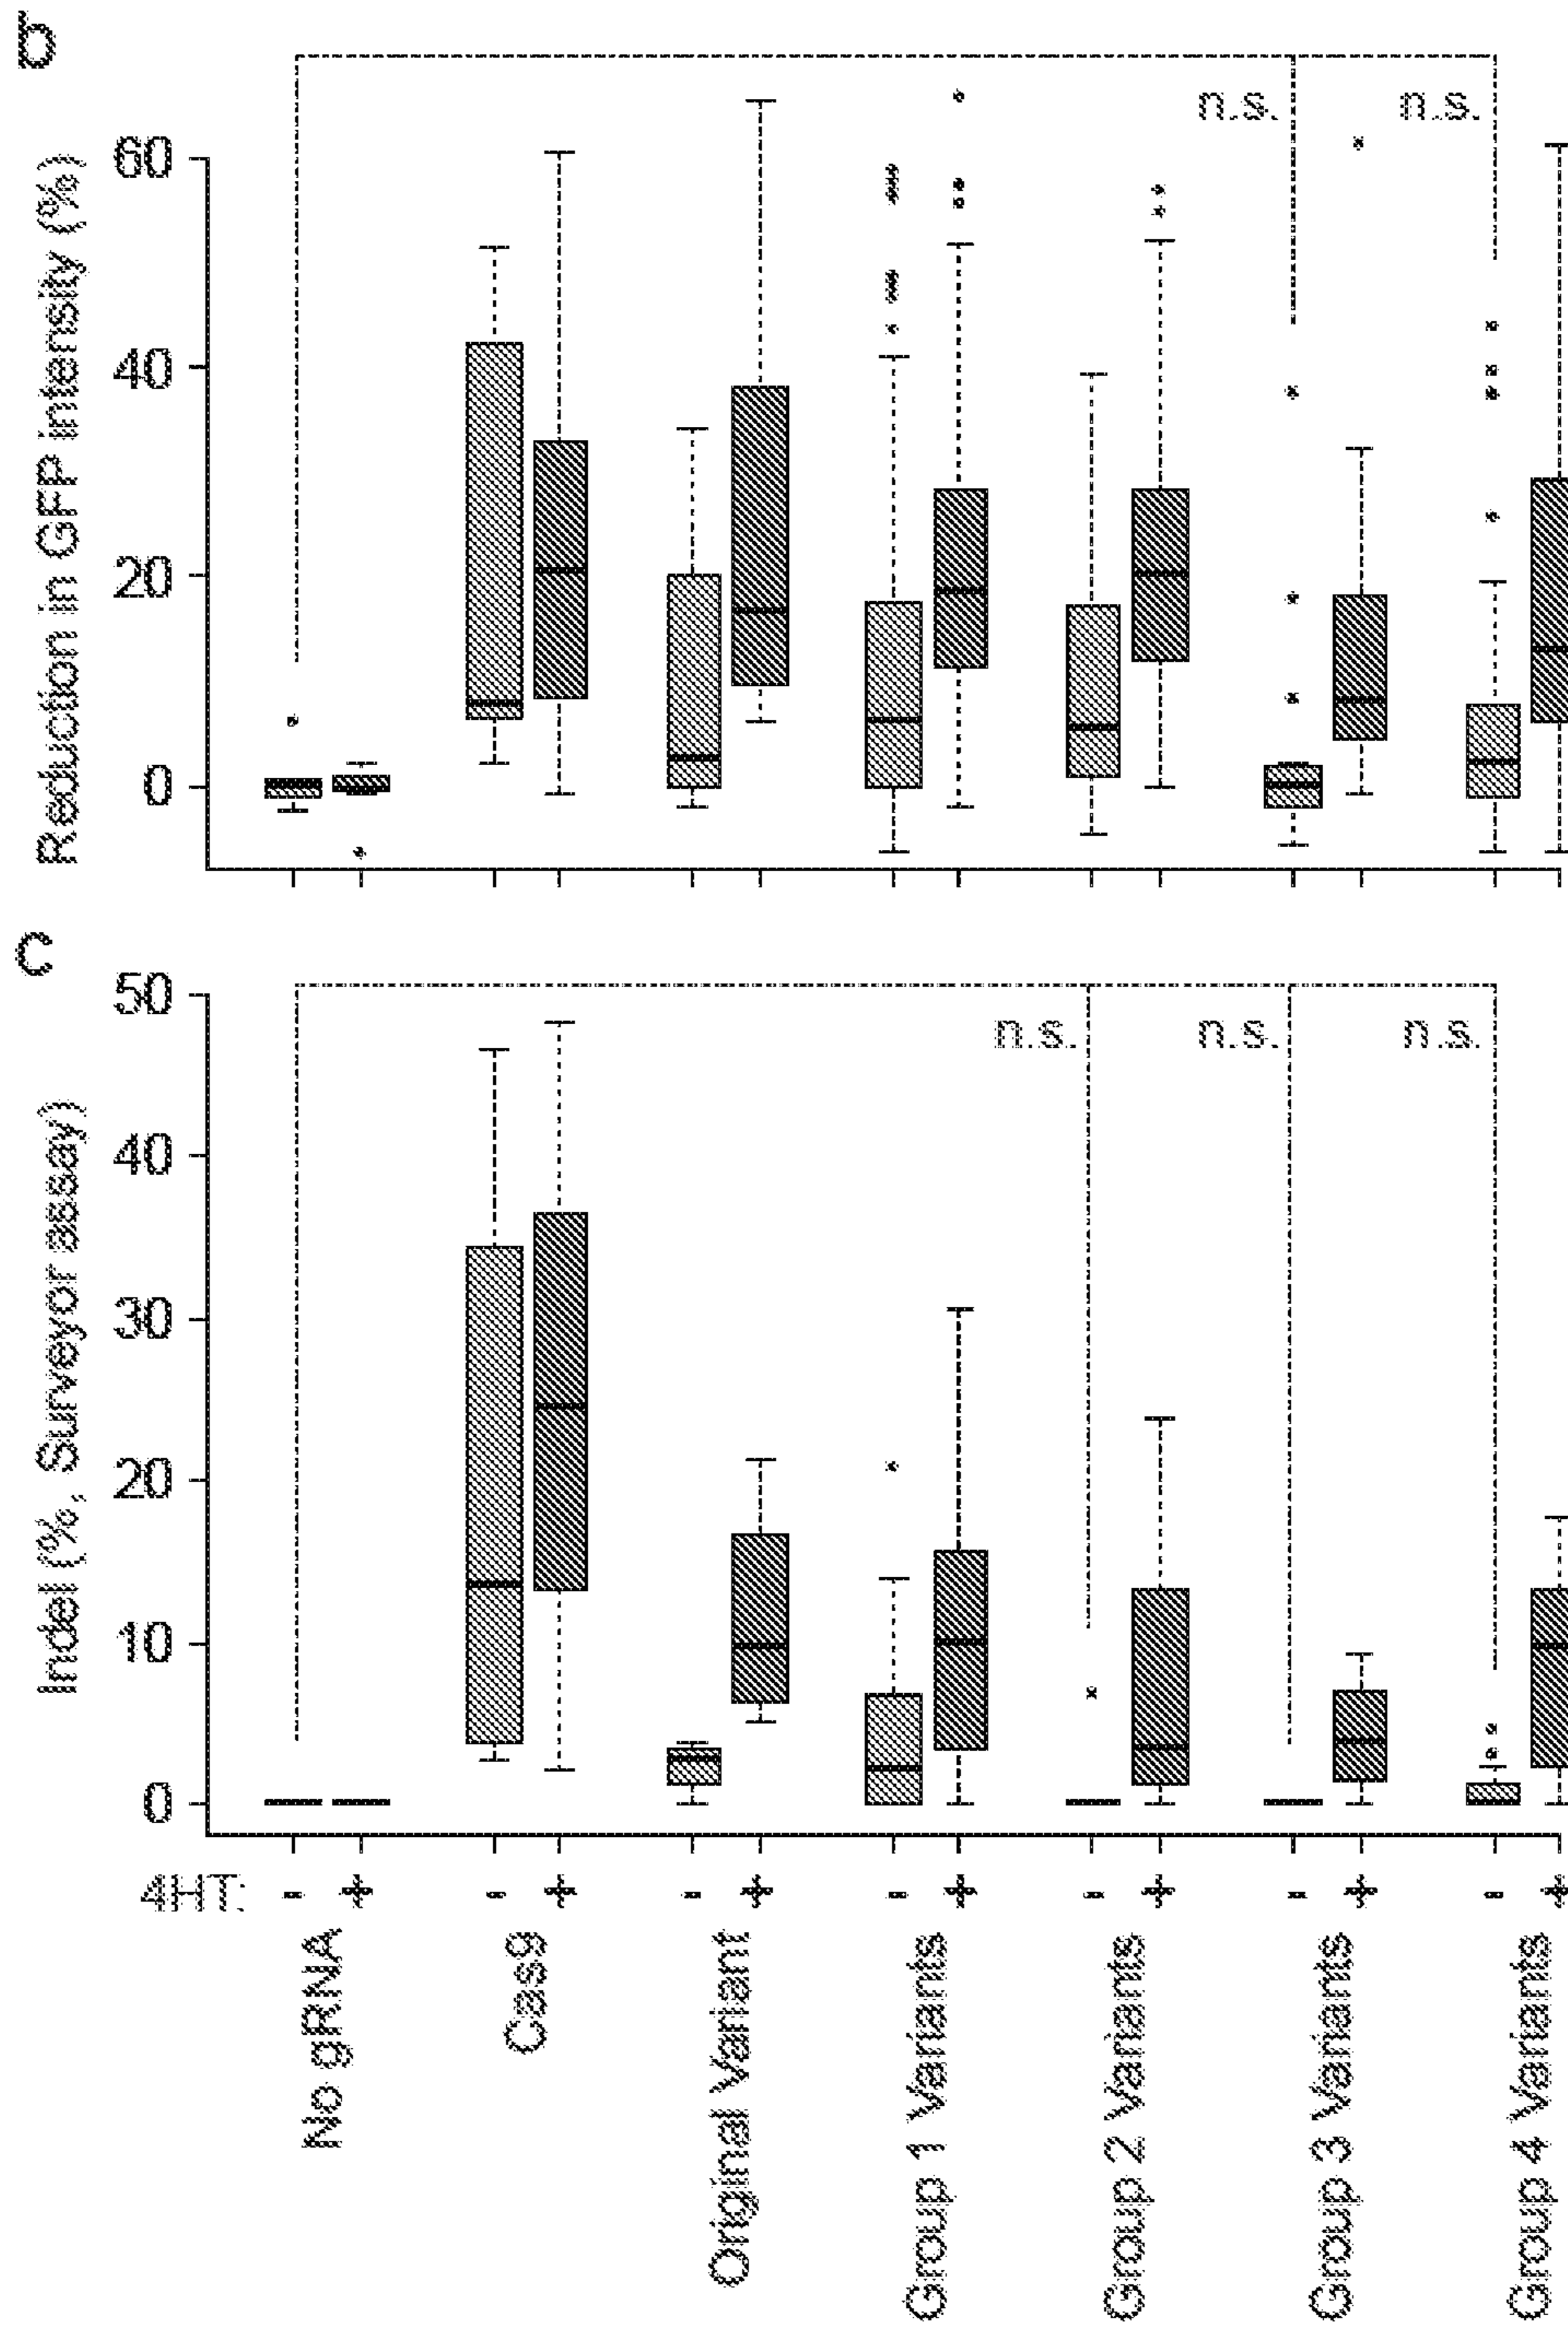 b
Reduction in GFP intensity (%)
60
40
20
0
n.s.
n.s.
c
Indel (%, Surveyor assay)
50
40
30
20
10
0
n.s.
n.s.
n.s.
4HT:
- + - + - + - + - + - + - +
No gRNA
Cas9
Original Variant
Group 1 Variants
Group 2 Variants
Group 3 Variants
Group 4 Variants